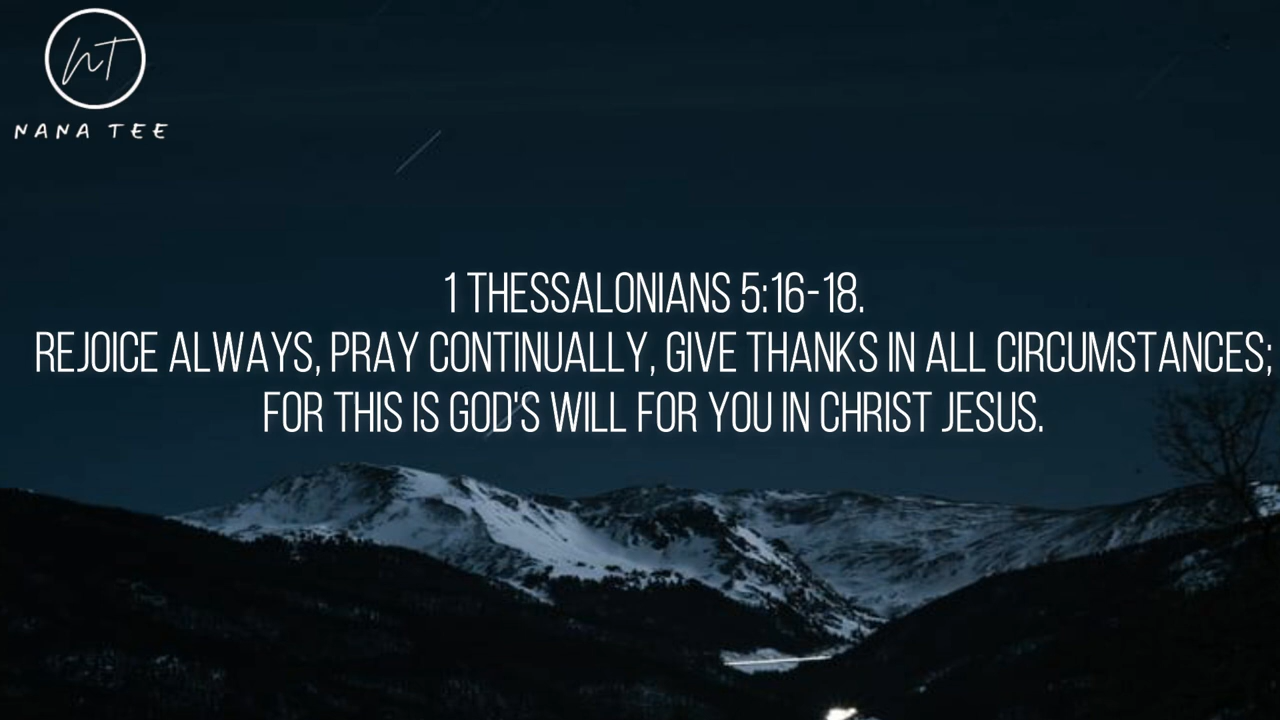 NT
NANA TEE
1 THESSALONIANS 5:16-18.
REJOICE ALWAYS, PRAY CONTINUALLY, GIVE THANKS IN ALL CIRCUMSTANCES;
FOR THIS IS GOD'S WILL FOR YOU IN CHRIST JESUS.